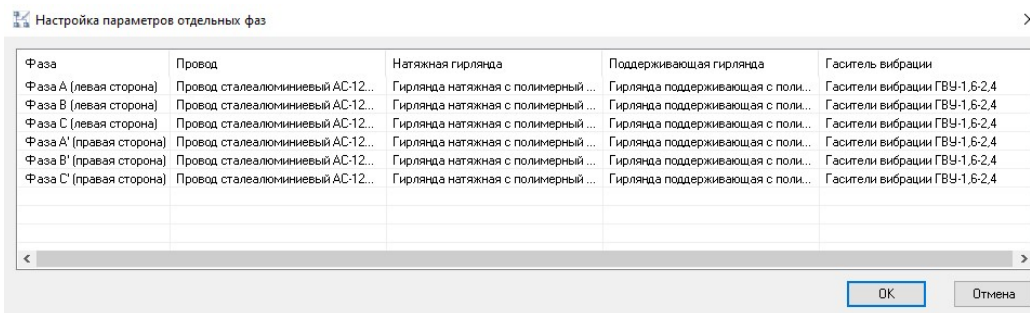 Настройка параметров отдельных фаз
Фаза Провод Натяжная гирлянда Поддерживающая гирлянда Гаситель вибрации
Фаза A (левая сторона) Провод сталеалюминиевый АС-12... Гирлянда натяжная с полимерный ... Гирлянда поддерживающая с поли... Гасители вибрации ГВУ-1,6-2,4
Фаза B (левая сторона) Провод сталеалюминиевый АС-12... Гирлянда натяжная с полимерный ... Гирлянда поддерживающая с поли... Гасители вибрации ГВУ-1,6-2,4
Фаза C (левая сторона) Провод сталеалюминиевый АС-12... Гирлянда натяжная с полимерный ... Гирлянда поддерживающая с поли... Гасители вибрации ГВУ-1,6-2,4
Фаза A' (правая сторона) Провод сталеалюминиевый АС-12... Гирлянда натяжная с полимерный ... Гирлянда поддерживающая с поли... Гасители вибрации ГВУ-1,6-2,4
Фаза B' (правая сторона) Провод сталеалюминиевый АС-12... Гирлянда натяжная с полимерный ... Гирлянда поддерживающая с поли... Гасители вибрации ГВУ-1,6-2,4
Фаза C' (правая сторона) Провод сталеалюминиевый АС-12... Гирлянда натяжная с полимерный ... Гирлянда поддерживающая с поли... Гасители вибрации ГВУ-1,6-2,4
OK Отмена